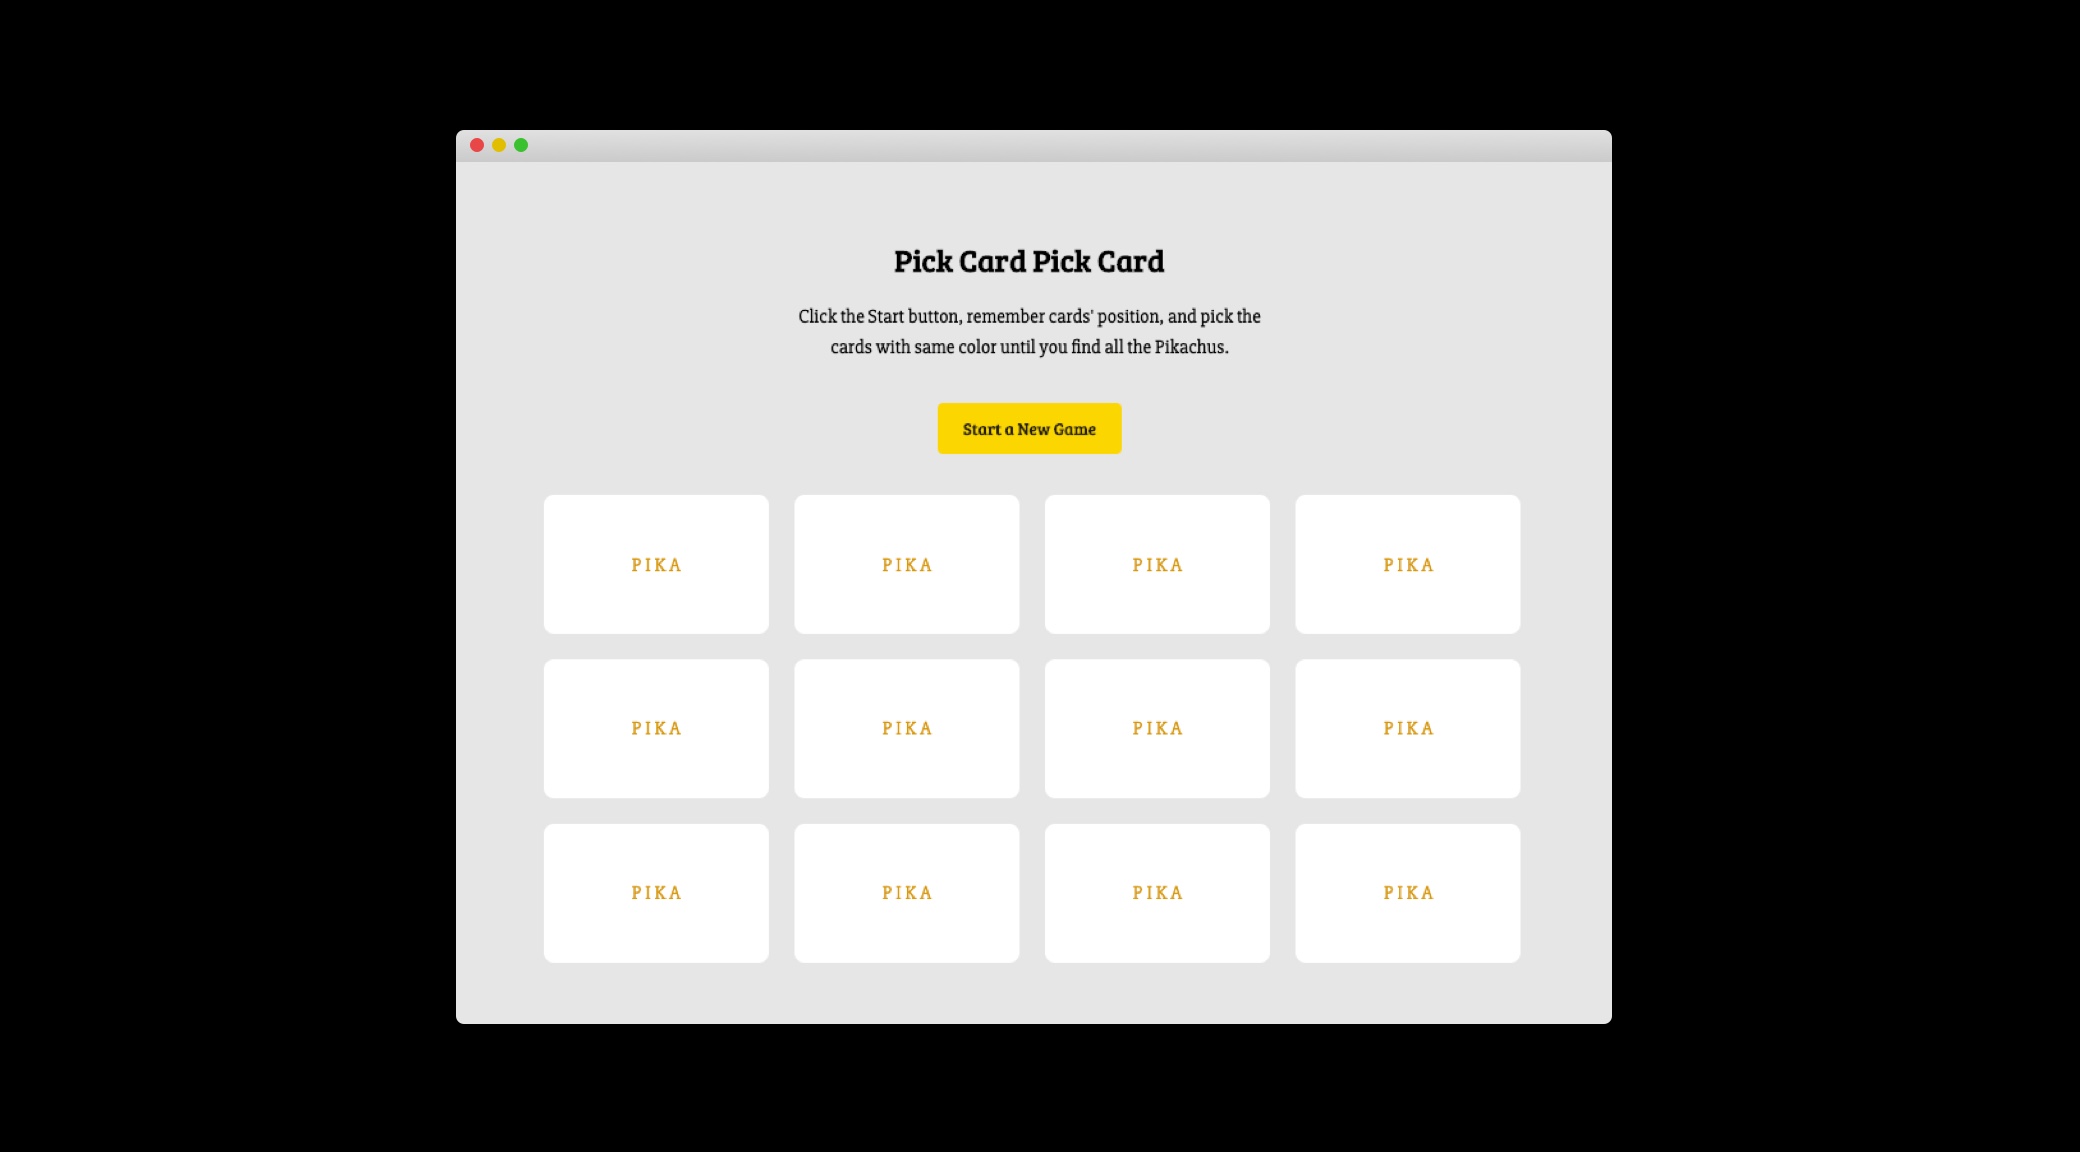 Pick Card Pick Card
Click the Start button, remember cards' position, and pick the
cards with same color until you find all the Pikachus.
Start a New Game
PIKA PIKA PIKA PIKA
PIKA PIKA PIKA PIKA
PIKA PIKA PIKA PIKA